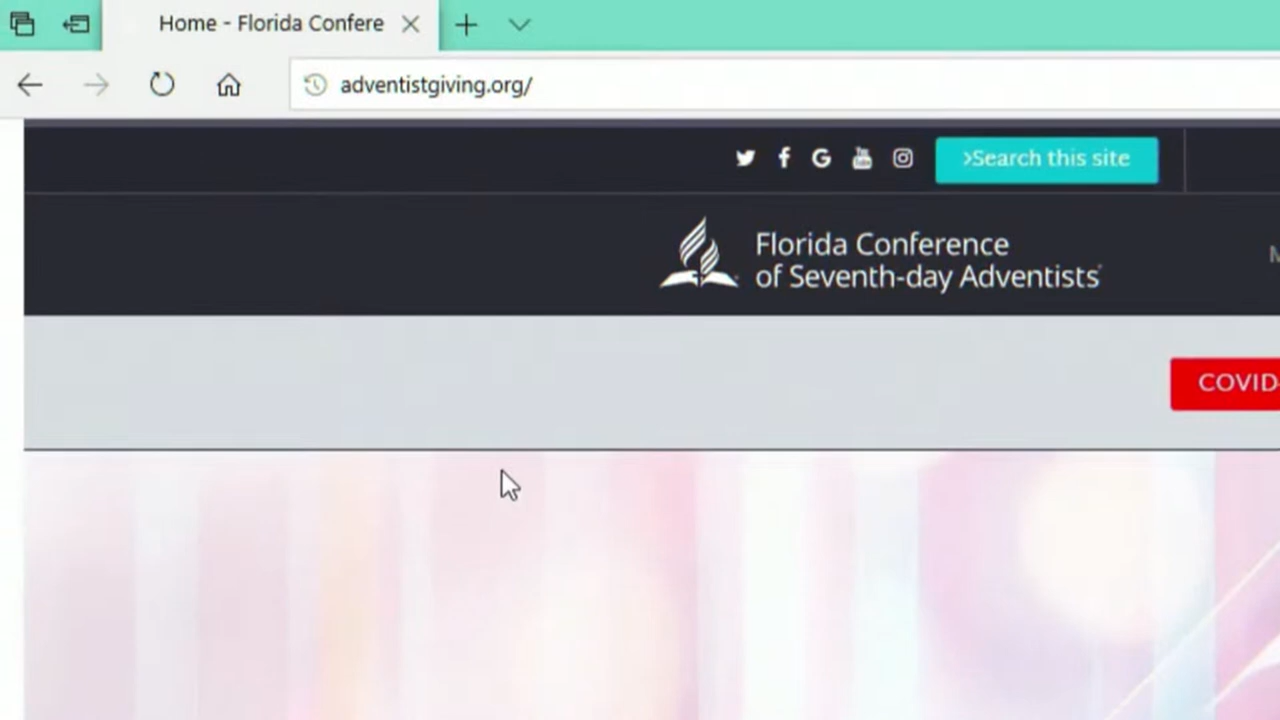 Home - Florida Confere
adventistgiving.org/
>Search this site
Florida Conference
of Seventh-day Adventists
COVID-